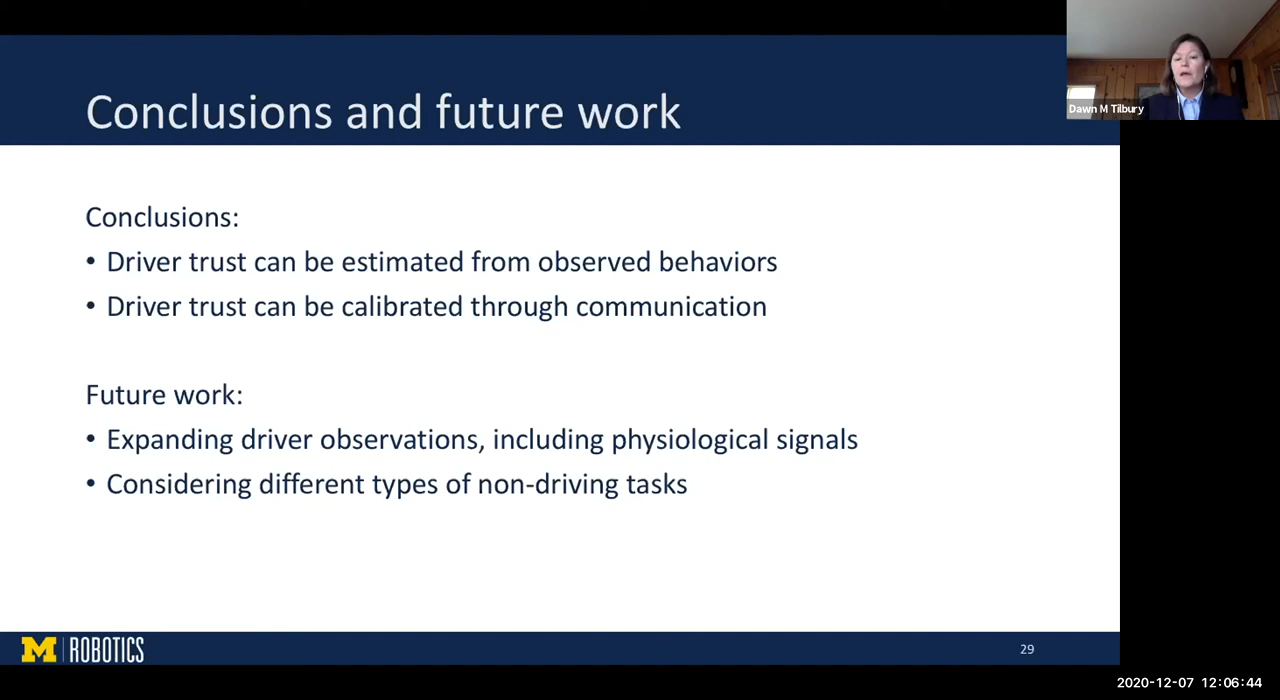 Conclusions and future work
Dawn M Tilbury
Conclusions:
• Driver trust can be estimated from observed behaviors
• Driver trust can be calibrated through communication
Future work:
• Expanding driver observations, including physiological signals
• Considering different types of non-driving tasks
M ROBOTICS
29
2020-12-07 12:06:44